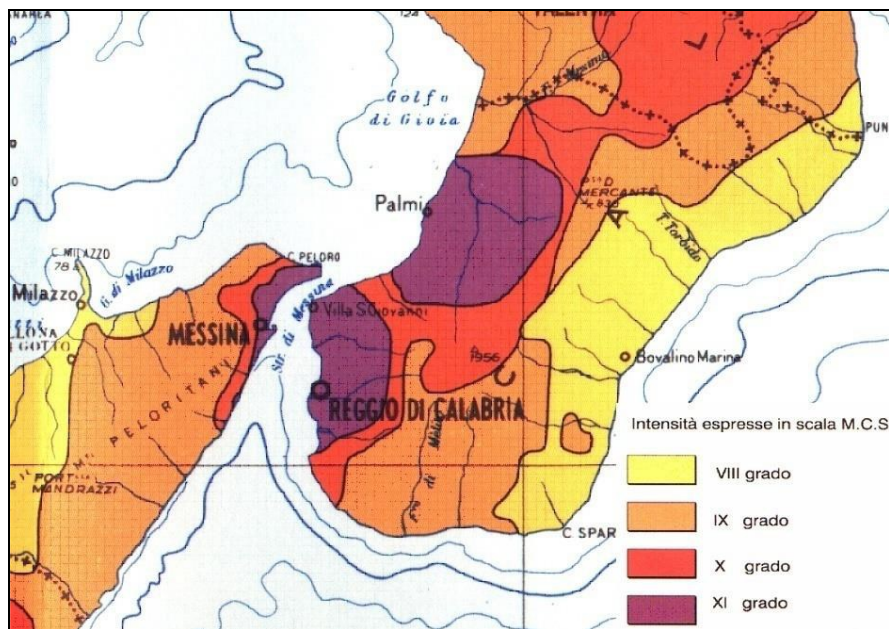 Golfo
di Gioia
Palmi
MERCANTE
F. Torbido
C. MILAZZO
G. di Milazzo
Milazzo
C. PELORO
Str. di Messina
Villa S.Giovanni
MESSINA
1956
Bovalino Marina
REGGIO DI CALABRIA
PELORITANI
MANDRAZZI
C. SPAR
Intensità espresse in scala M.C.S
VIII grado
IX grado
X grado
XI grado